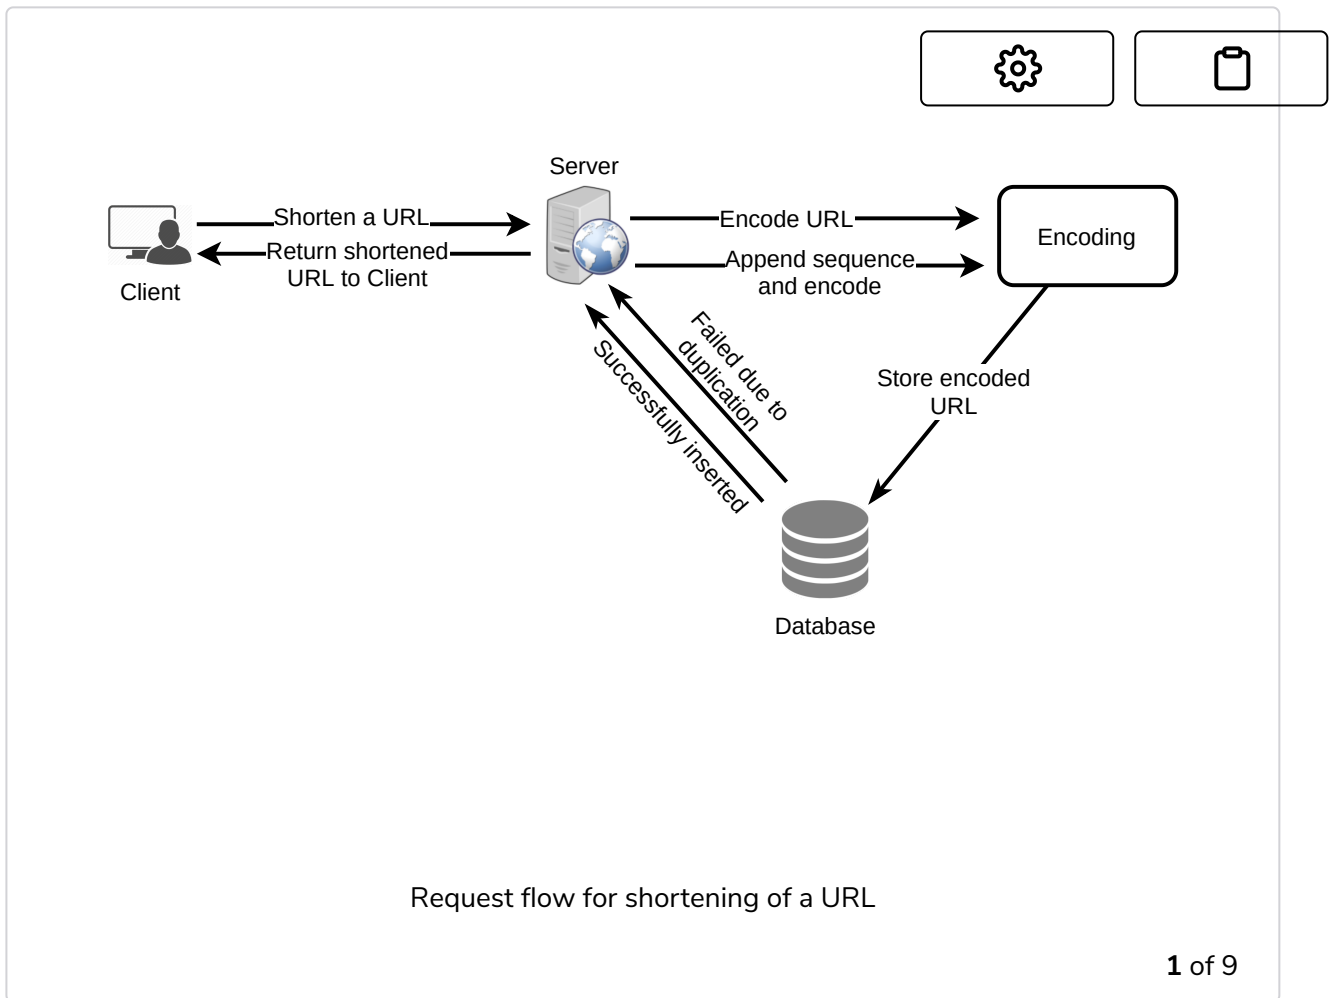 Server
Shorten a URL
Return shortened
URL to Client
Client
Encode URL
Append sequence
and encode
Encoding
Failed due to
duplication
Successfully inserted
Store encoded
URL
Database
Request flow for shortening of a URL
1 of 9